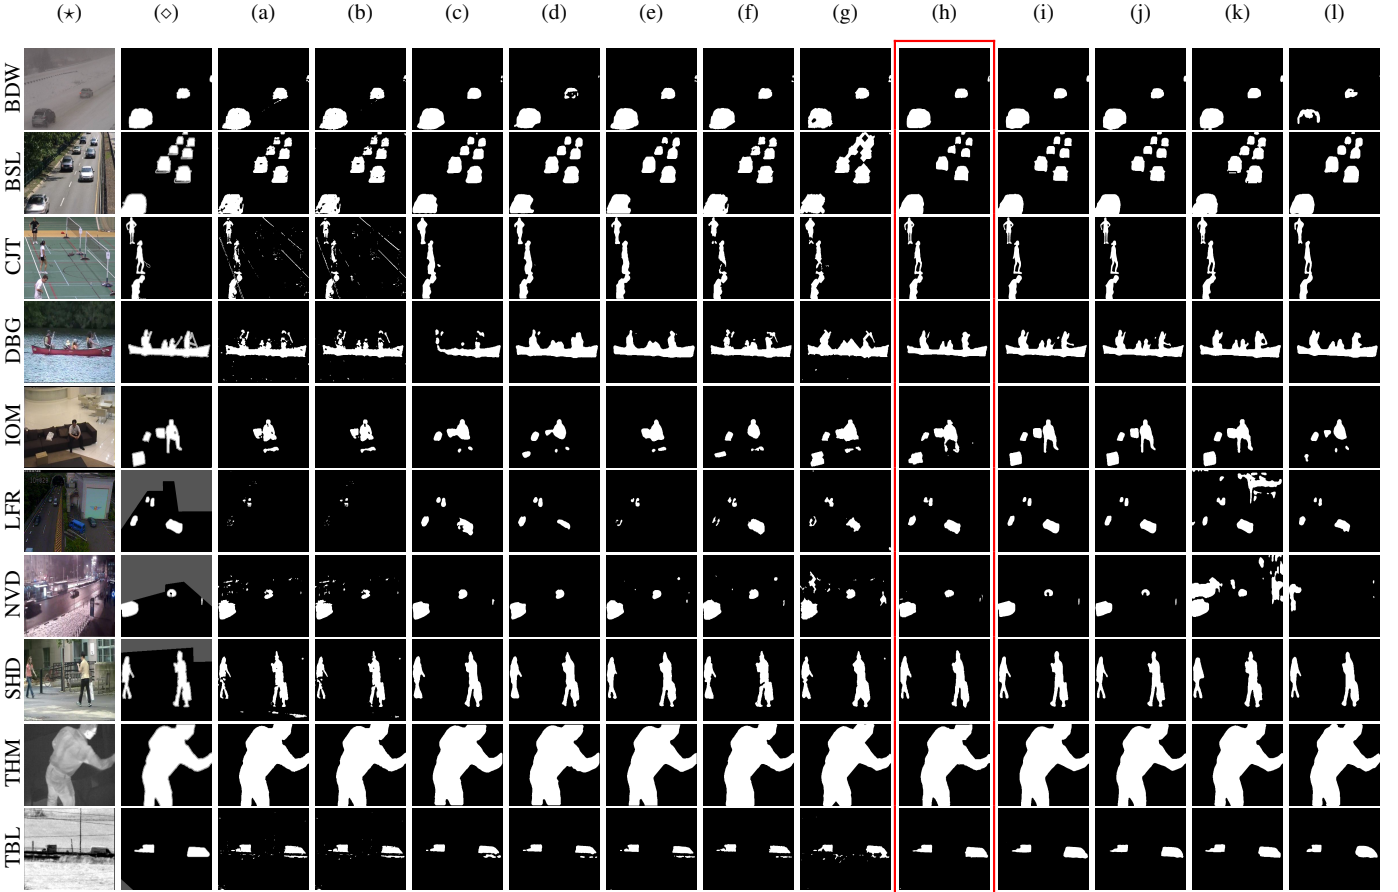 (⋆) (⋄) (a) (b) (c) (d) (e) (f) (g) (h) (i) (j) (k) (l)
BDW
BSL
CJT
DBG
IOM
LFR
NVD
SHD
THM
TBL